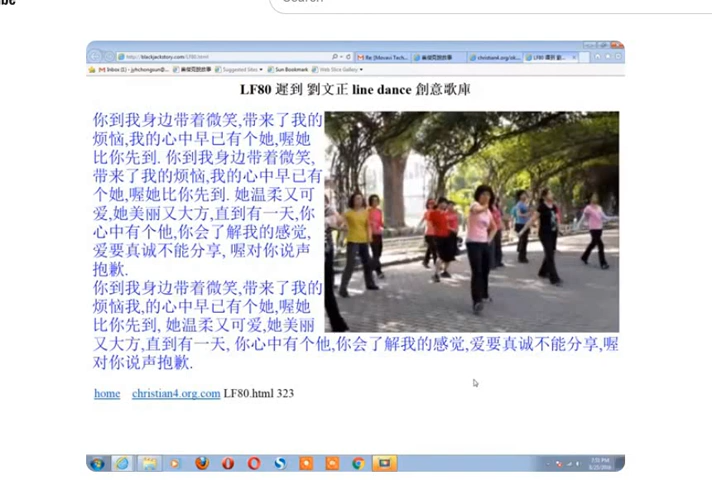 Search
http://blackjackstory.com/LF80.html
LF80 遲到 劉文正 line dance 創意歌庫
你到我身边带着微笑,带来了我的
烦恼,我的心中早已有个她,喔她
比你先到. 你到我身边带着微笑,
带来了我的烦恼,我的心中早已有
个她,喔她比你先到. 她温柔又可
爱,她美丽又大方,直到有一天,你
心中有个他,你会了解我的感觉,
爱要真诚不能分享, 喔对你说声
抱歉.
你到我身边带着微笑,带来了我的
烦恼我,的心中早已有个她,喔她
比你先到, 她温柔又可爱,她美丽
又大方,直到有一天, 你心中有个他,你会了解我的感觉,爱要真诚不能分享,喔
对你说声抱歉.
home christian4.org.com LF80.html 323